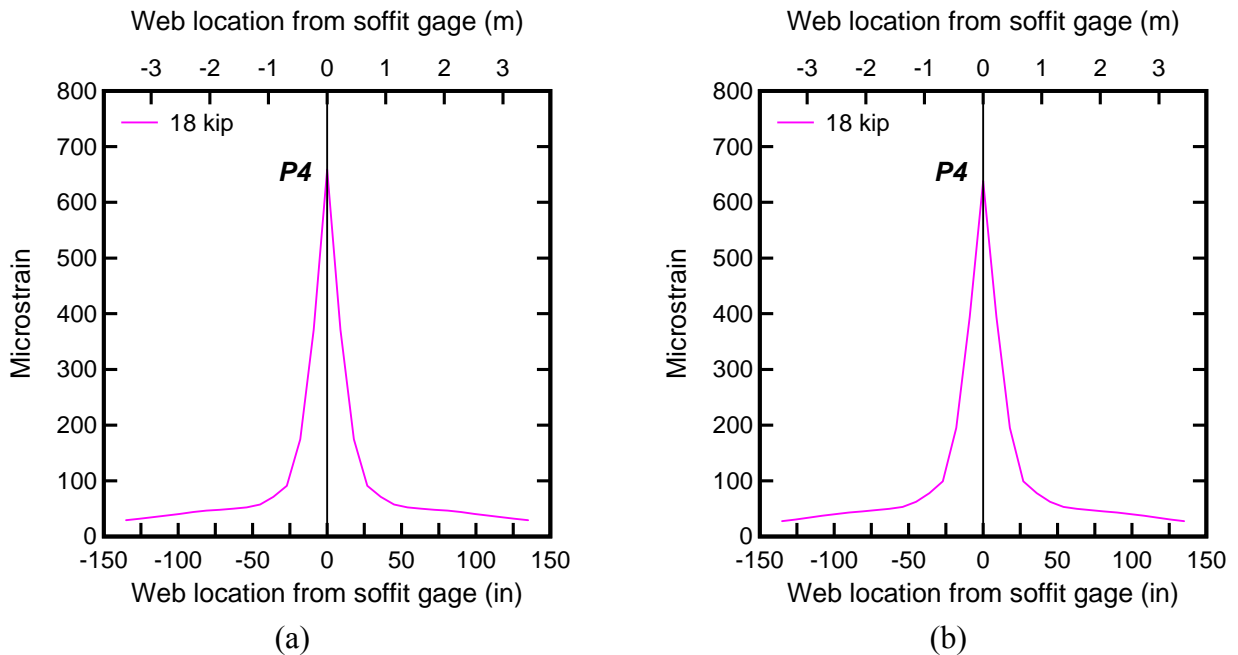 Web location from soffit gage (m)
-3 -2 -1 0 1 2 3
800
700
600
500
400
300
200
100
0
Microstrain
18 kip
P4
-150 -100 -50 0 50 100 150
Web location from soffit gage (in)
(a)
Web location from soffit gage (m)
-3 -2 -1 0 1 2 3
800
700
600
500
400
300
200
100
0
Microstrain
18 kip
P4
-150 -100 -50 0 50 100 150
Web location from soffit gage (in)
(b)